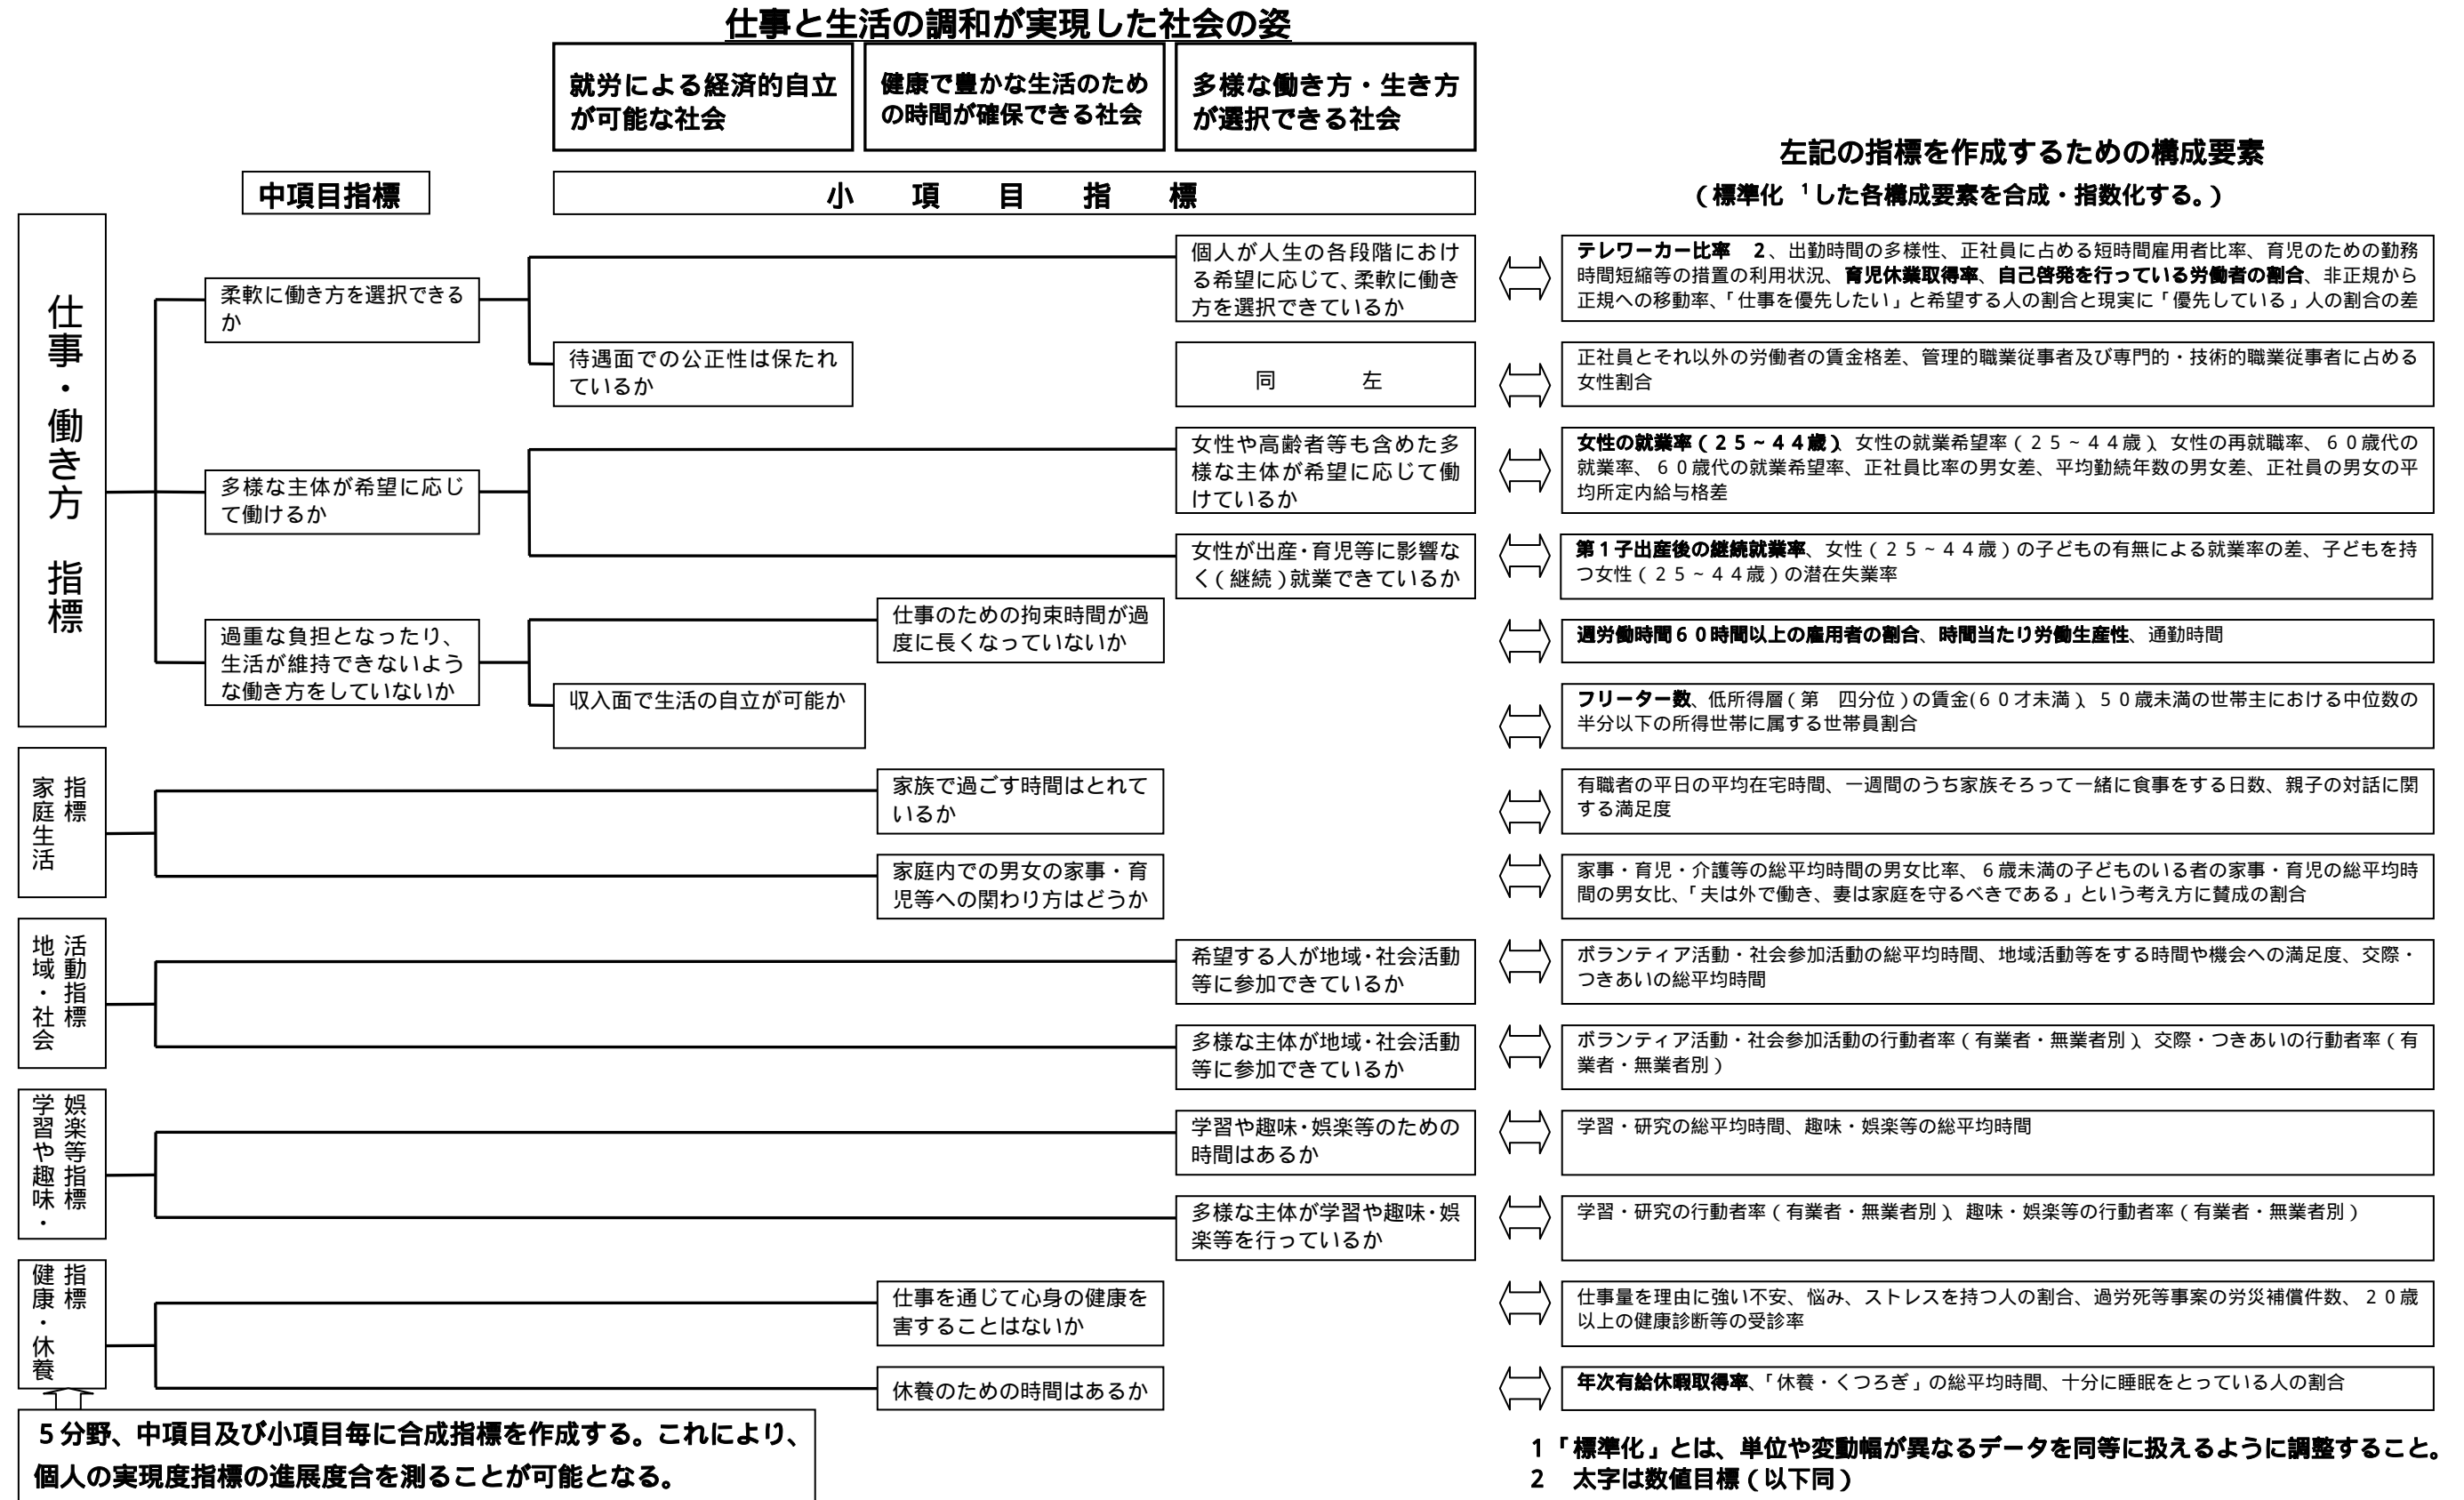 仕事と生活の調和が実現した社会の姿
就労による経済的自立
が可能な社会
健康で豊かな生活のため
の時間が確保できる社会
多様な働き方・生き方
が選択できる社会
左記の指標を作成するための構成要素
（標準化 1した各構成要素を合成・指数化する。）
中項目指標
小 項 目 指 標
仕事・働き方 指標
柔軟に働き方を選択できる
か
個人が人生の各段階におけ
る希望に応じて、柔軟に働き
方を選択できているか
テレワーカー比率 2、出勤時間の多様性、正社員に占める短時間雇用者比率、育児のための勤務
時間短縮等の措置の利用状況、育児休業取得率、自己啓発を行っている労働者の割合、非正規から
正規への移動率、「仕事を優先したい」と希望する人の割合と現実に「優先している」人の割合の差
待遇面での公正性は保たれ
ているか
同 左
正社員とそれ以外の労働者の賃金格差、管理的職業従事者及び専門的・技術的職業従事者に占める
女性割合
多様な主体が希望に応じ
て働けるか
女性や高齢者等も含めた多
様な主体が希望に応じて働
けているか
女性の就業率（２５～４４歳）、女性の就業希望率（２５～４４歳）、女性の再就職率、６０歳代の
就業率、６０歳代の就業希望率、正社員比率の男女差、平均勤続年数の男女差、正社員の男女の平
均所定内給与格差
女性が出産・育児等に影響な
く（継続）就業できているか
第１子出産後の継続就業率、女性（２５～４４歳）の子どもの有無による就業率の差、子どもを持
つ女性（２５～４４歳）の潜在失業率
過重な負担となったり、
生活が維持できないよう
な働き方をしていないか
仕事のための拘束時間が過
度に長くなっていないか
週労働時間６０時間以上の雇用者の割合、時間当たり労働生産性、通勤時間
収入面で生活の自立が可能か
フリーター数、低所得層（第 四分位）の賃金(６０才未満）、５０歳未満の世帯主における中位数の
半分以下の所得世帯に属する世帯員割合
家庭生活
指標
家族で過ごす時間はとれて
いるか
有職者の平日の平均在宅時間、一週間のうち家族そろって一緒に食事をする日数、親子の対話に関
する満足度
家庭内での男女の家事・育
児等への関わり方はどうか
家事・育児・介護等の総平均時間の男女比率、６歳未満の子どものいる者の家事・育児の総平均時
間の男女比、「夫は外で働き、妻は家庭を守るべきである」という考え方に賛成の割合
地域・社会
活動指標
希望する人が地域・社会活動
等に参加できているか
ボランティア活動・社会参加活動の総平均時間、地域活動等をする時間や機会への満足度、交際・
つきあいの総平均時間
多様な主体が地域・社会活動
等に参加できているか
ボランティア活動・社会参加活動の行動者率（有業者・無業者別）、交際・つきあいの行動者率（有
業者・無業者別）
学習や趣味・
娯楽等指標
学習や趣味・娯楽等のための
時間はあるか
学習・研究の総平均時間、趣味・娯楽等の総平均時間
多様な主体が学習や趣味・娯
楽等を行っているか
学習・研究の行動者率（有業者・無業者別）、趣味・娯楽等の行動者率（有業者・無業者別）
健康・休養
指標
仕事を通じて心身の健康を
害することはないか
仕事量を理由に強い不安、悩み、ストレスを持つ人の割合、過労死等事案の労災補償件数、２０歳
以上の健康診断等の受診率
休養のための時間はあるか
年次有給休暇取得率、「休養・くつろぎ」の総平均時間、十分に睡眠をとっている人の割合
５分野、中項目及び小項目毎に合成指標を作成する。これにより、
個人の実現度指標の進展度合を測ることが可能となる。
1「標準化」とは、単位や変動幅が異なるデータを同等に扱えるように調整すること。
2 太字は数値目標（以下同）